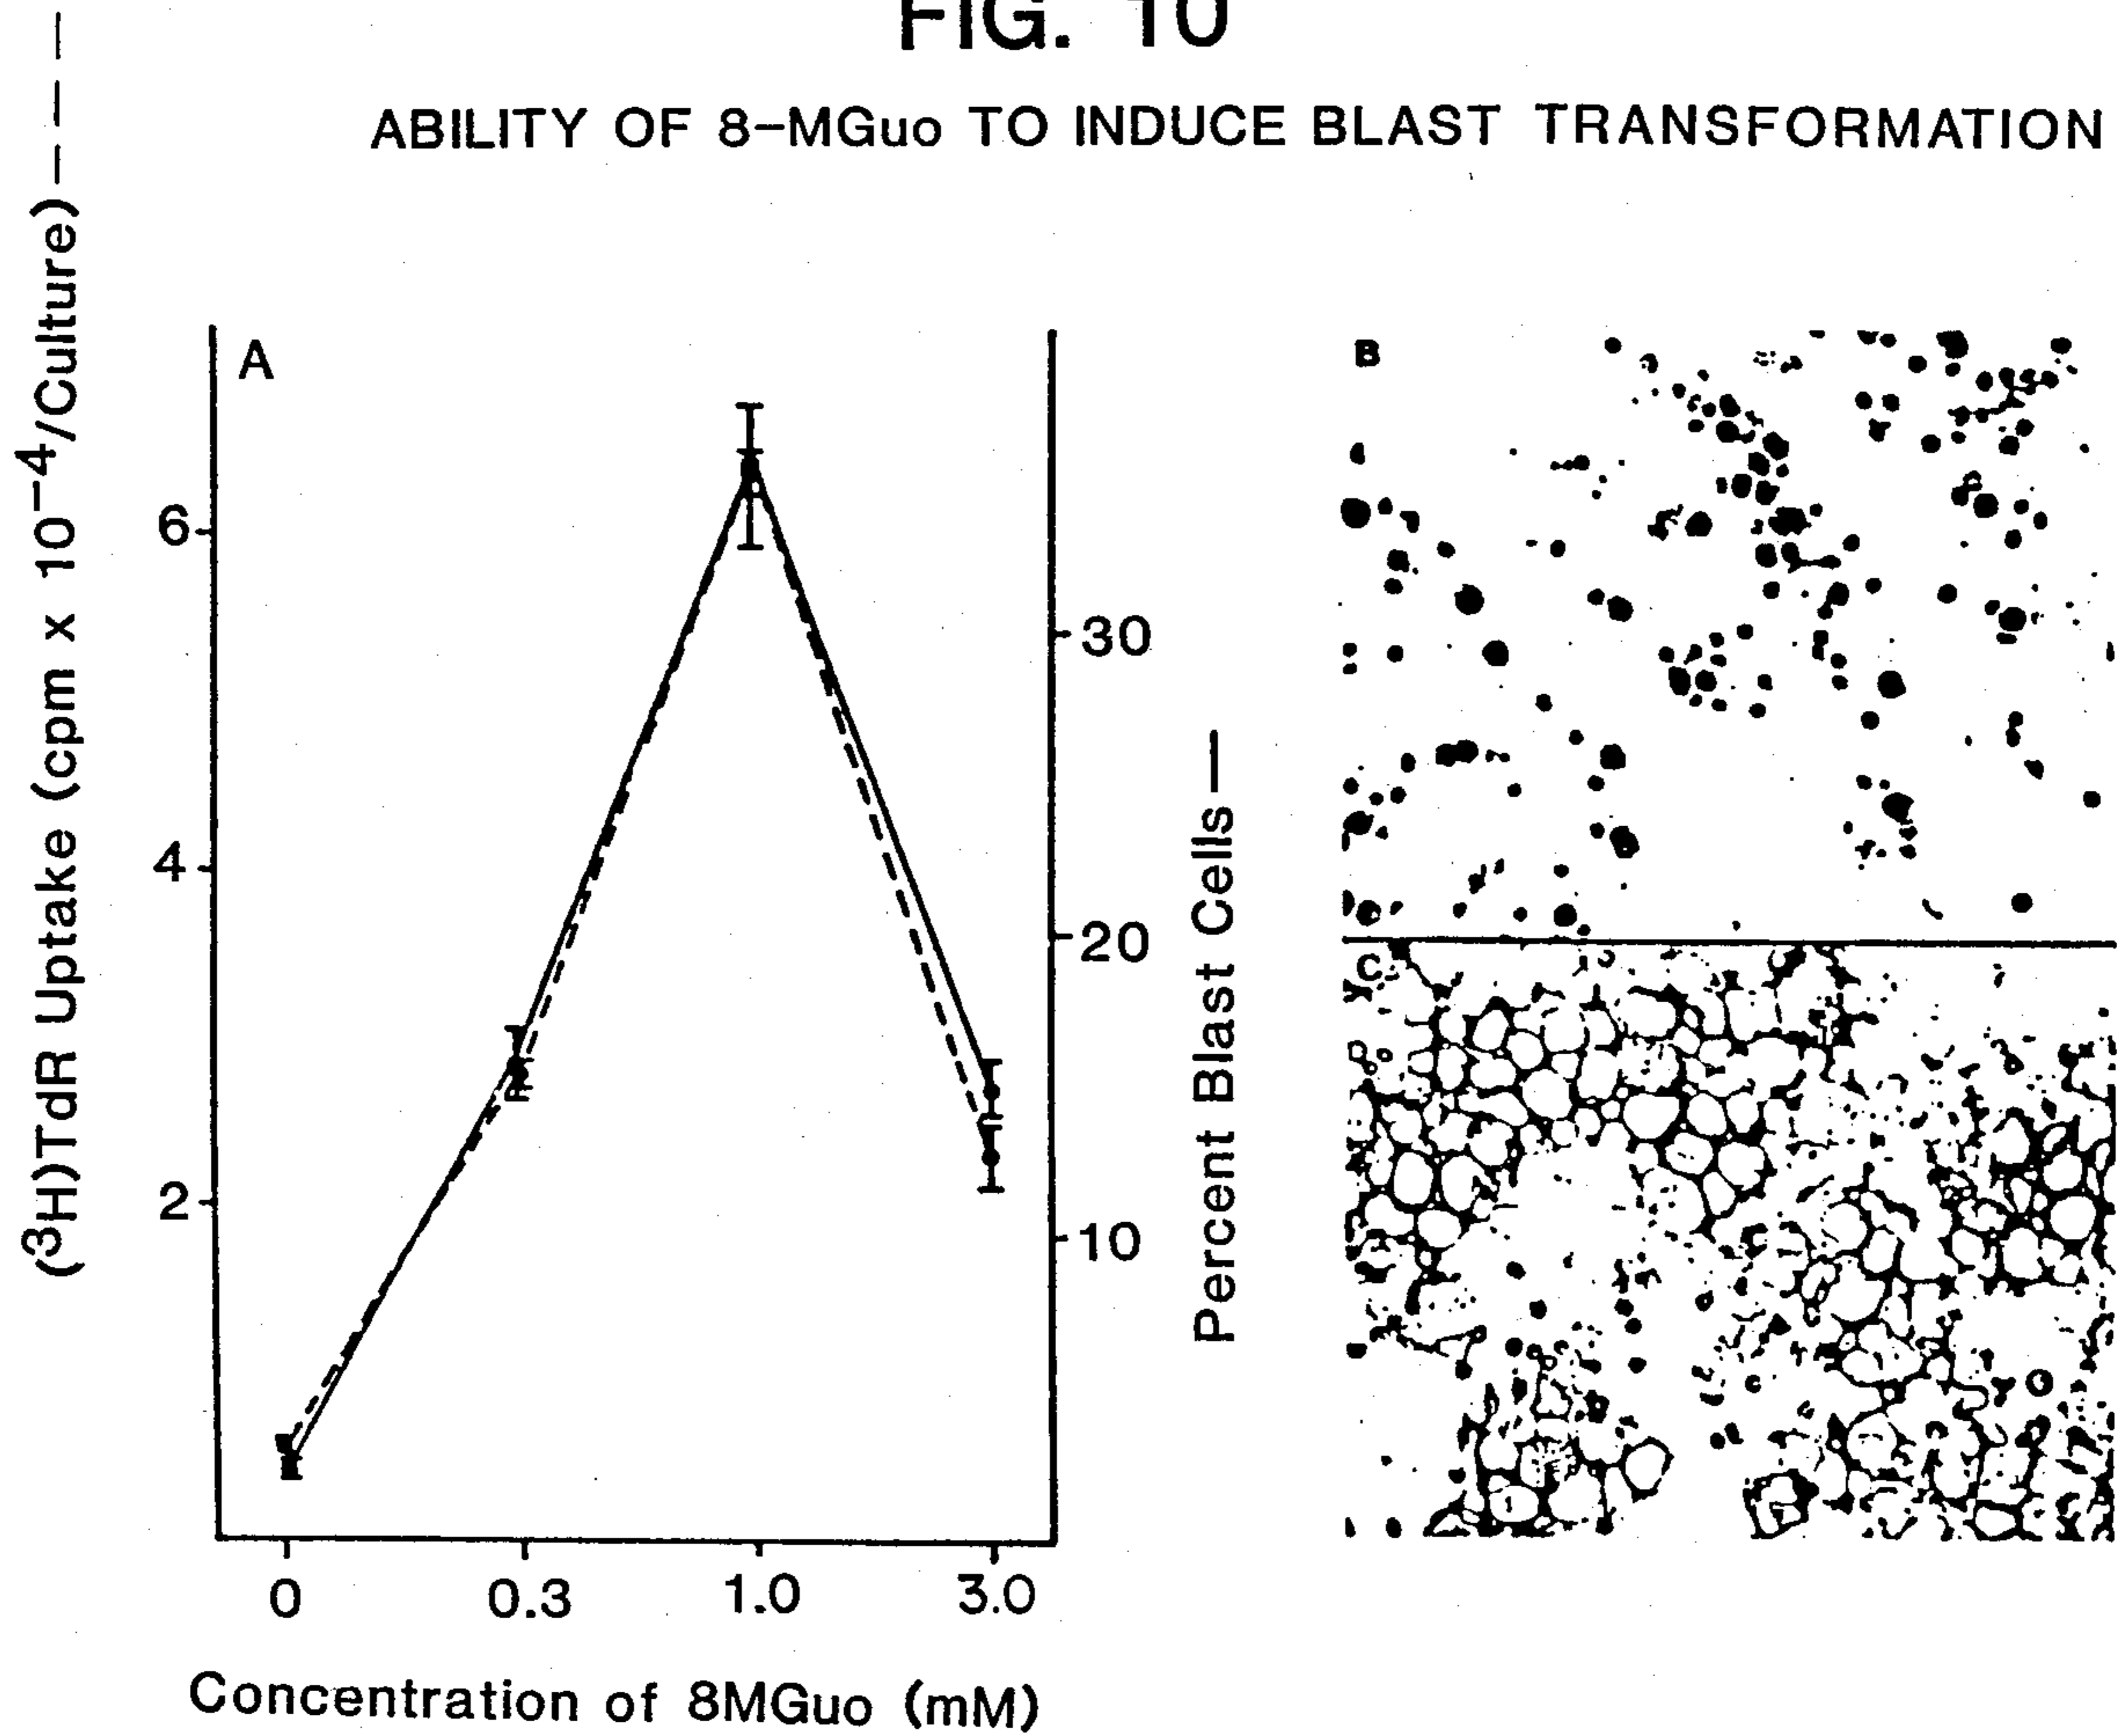 FIG. 10
ABILITY OF 8-MGuo TO INDUCE BLAST TRANSFORMATION
(³H)TdR Uptake (cpm x 10⁻⁴/Culture)----
A
6
4
2
30
20
10
Percent Blast Cells—
0 0.3 1.0 3.0
Concentration of 8MGuo (mM)
B
C